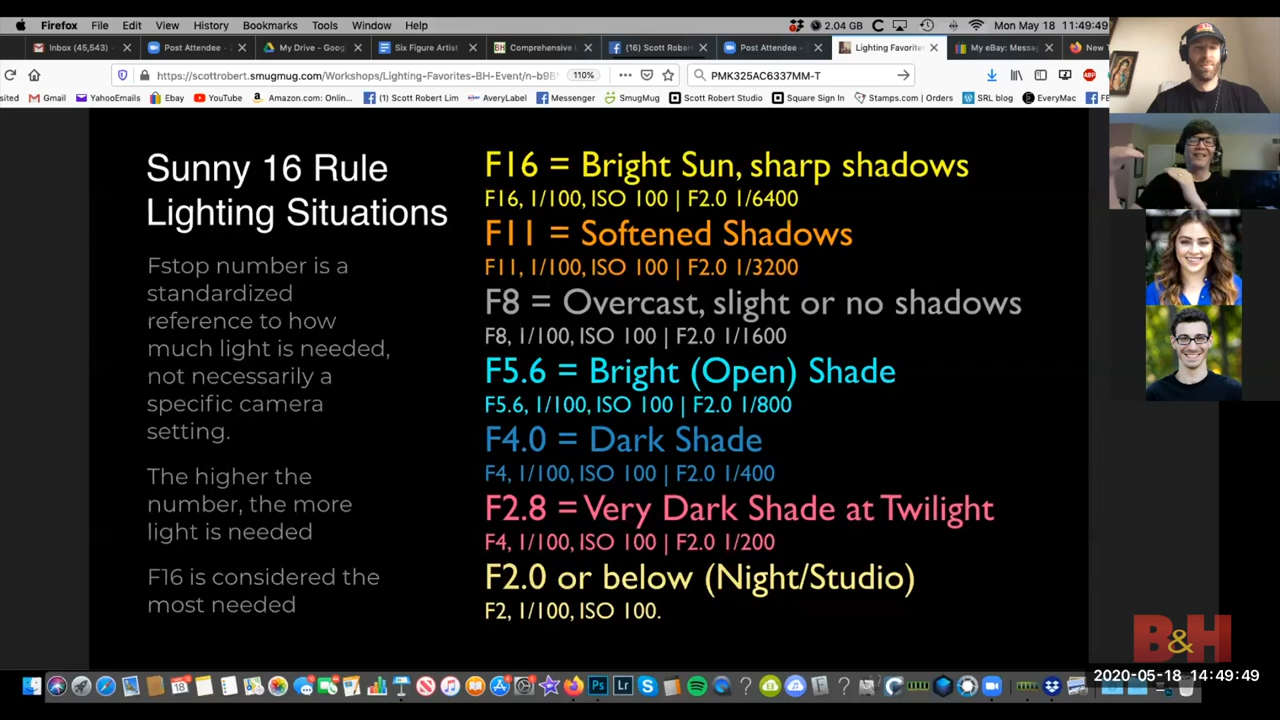 Firefox File Edit View History Bookmarks Tools Window Help 2.04 GB Mon May 18 11:49:49
Inbox (45,543) Post Attendee - Z My Drive - Goog Six Figure Artist Comprehensive L (16) Scott Rober Post Attendee - Lighting Favorite My eBay: Messag New T
https://scottrobert.smugmug.com/Workshops/Lighting-Favorites-BH-Event/n-b9B 110% PMK325AC6337MM-T ABP
sited Gmail YahooEmails Ebay YouTube Amazon.com: Onlin... (1) Scott Robert Lim AveryLabel Messenger SmugMug Scott Robert Studio Square Sign In Stamps.com | Orders SRL blog EveryMac FE
Sunny 16 Rule
Lighting Situations
Fstop number is a
standardized
reference to how
much light is needed,
not necessarily a
specific camera
setting.
The higher the
number, the more
light is needed
F16 is considered the
most needed
F16 = Bright Sun, sharp shadows
F16, 1/100, ISO 100 | F2.0 1/6400
F11 = Softened Shadows
F11, 1/100, ISO 100 | F2.0 1/3200
F8 = Overcast, slight or no shadows
F8, 1/100, ISO 100 | F2.0 1/1600
F5.6 = Bright (Open) Shade
F5.6, 1/100, ISO 100 | F2.0 1/800
F4.0 = Dark Shade
F4, 1/100, ISO 100 | F2.0 1/400
F2.8 = Very Dark Shade at Twilight
F4, 1/100, ISO 100 | F2.0 1/200
F2.0 or below (Night/Studio)
F2, 1/100, ISO 100.
B&H
2020-05-18 14:49:49